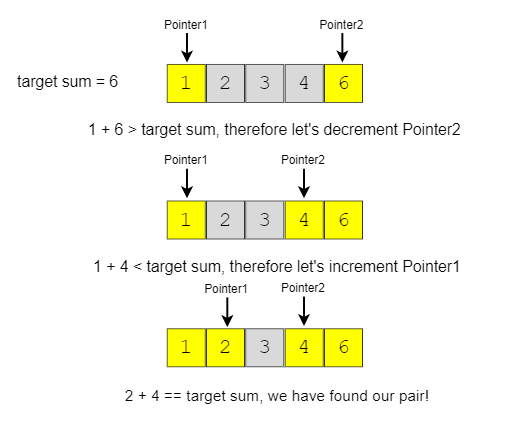 Pointer1 Pointer2
target sum = 6 1 2 3 4 6
1 + 6 > target sum, therefore let's decrement Pointer2
Pointer1 Pointer2
1 2 3 4 6
1 + 4 < target sum, therefore let's increment Pointer1
Pointer1 Pointer2
1 2 3 4 6
2 + 4 == target sum, we have found our pair!